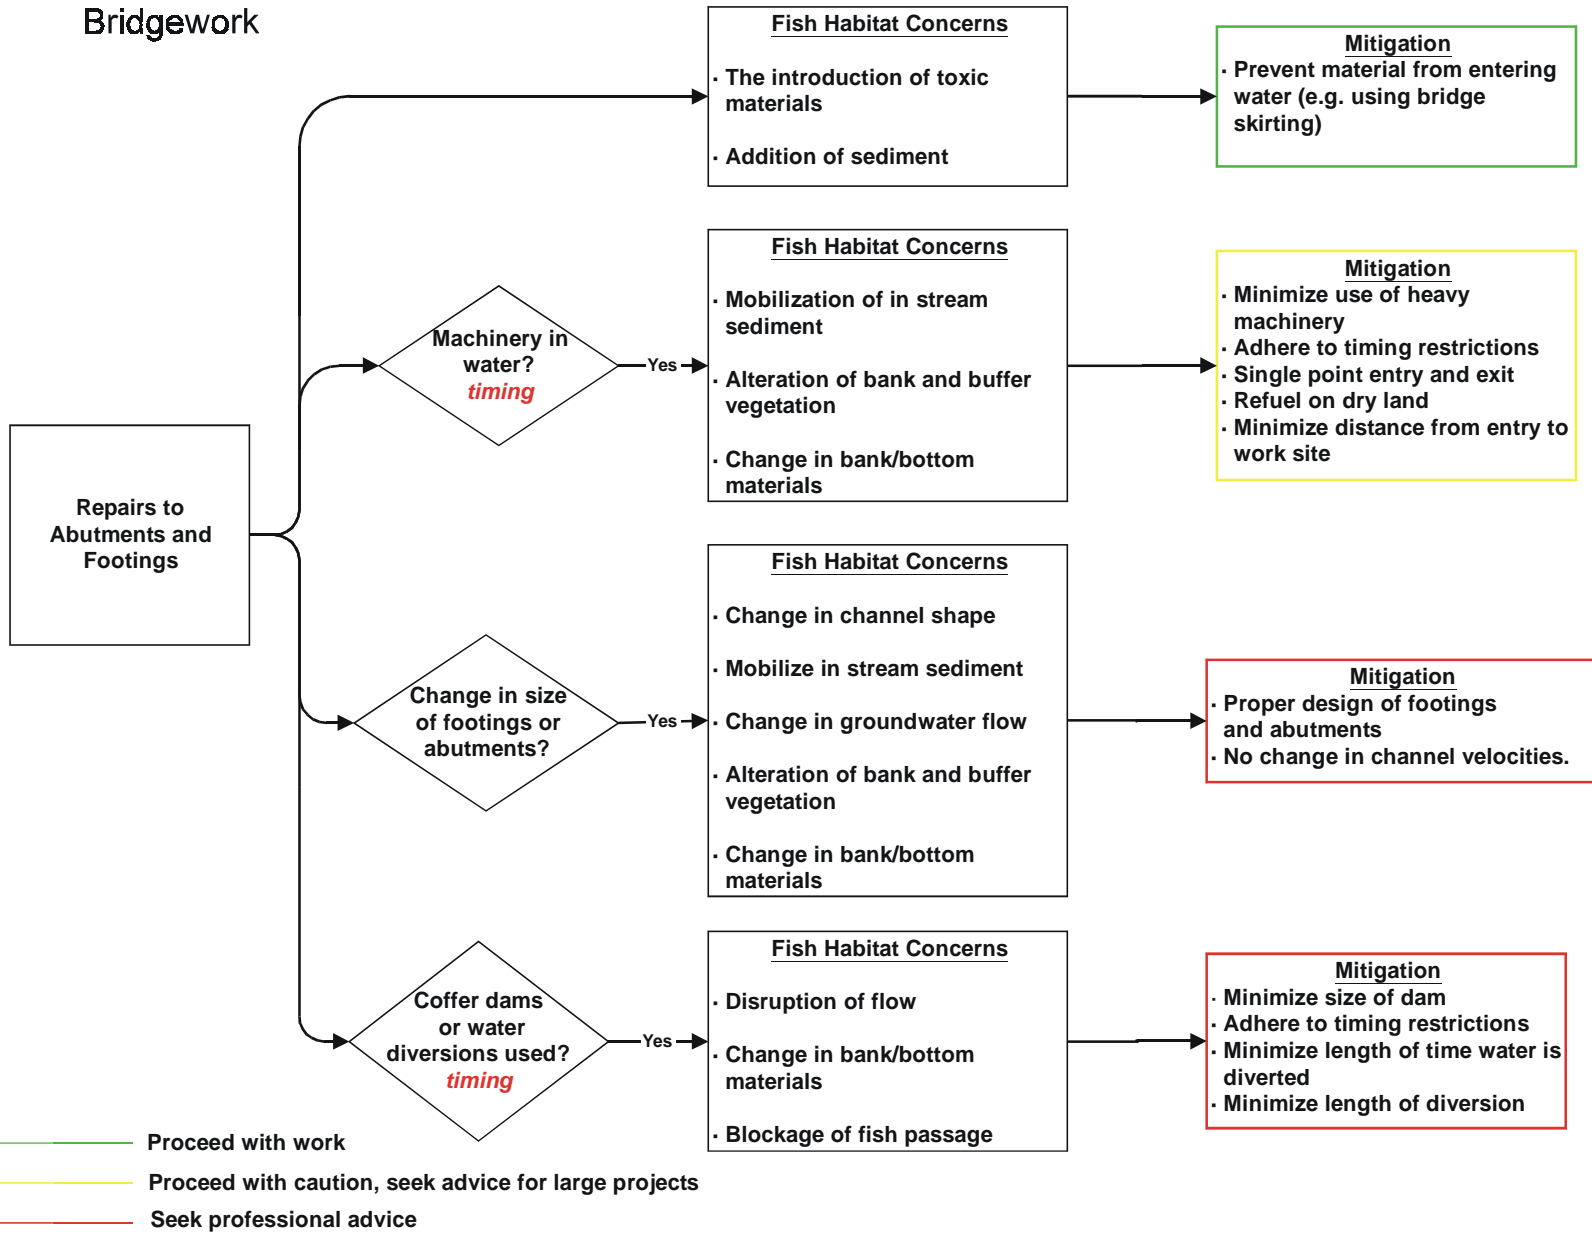 Bridgework
Fish Habitat Concerns
· The introduction of toxic
materials
· Addition of sediment
Mitigation
· Prevent material from entering
water (e.g. using bridge
skirting)
Repairs to
Abutments and
Footings
Machinery in
water?
timing
Yes
Fish Habitat Concerns
· Mobilization of in stream
sediment
· Alteration of bank and buffer
vegetation
· Change in bank/bottom
materials
Mitigation
· Minimize use of heavy
machinery
· Adhere to timing restrictions
· Single point entry and exit
· Refuel on dry land
· Minimize distance from entry to
work site
Change in size
of footings or
abutments?
Yes
Fish Habitat Concerns
· Change in channel shape
· Mobilize in stream sediment
· Change in groundwater flow
· Alteration of bank and buffer
vegetation
· Change in bank/bottom
materials
Mitigation
· Proper design of footings
and abutments
· No change in channel velocities.
Coffer dams
or water
diversions used?
timing
Yes
Fish Habitat Concerns
· Disruption of flow
· Change in bank/bottom
materials
· Blockage of fish passage
Mitigation
· Minimize size of dam
· Adhere to timing restrictions
· Minimize length of time water is
diverted
· Minimize length of diversion
Proceed with work
Proceed with caution, seek advice for large projects
Seek professional advice